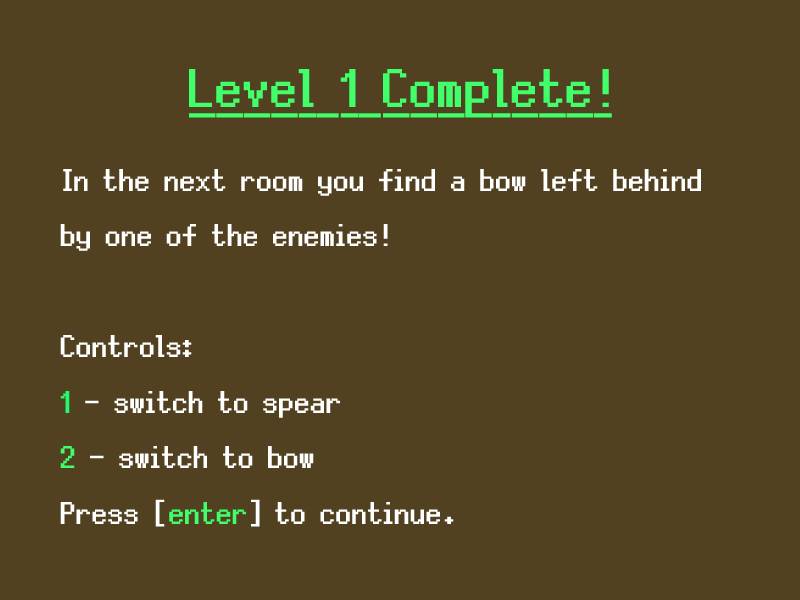 Level 1 Complete!
In the next room you find a bow left behind
by one of the enemies!
Controls:
1 - switch to spear
2 - switch to bow
Press [enter] to continue.